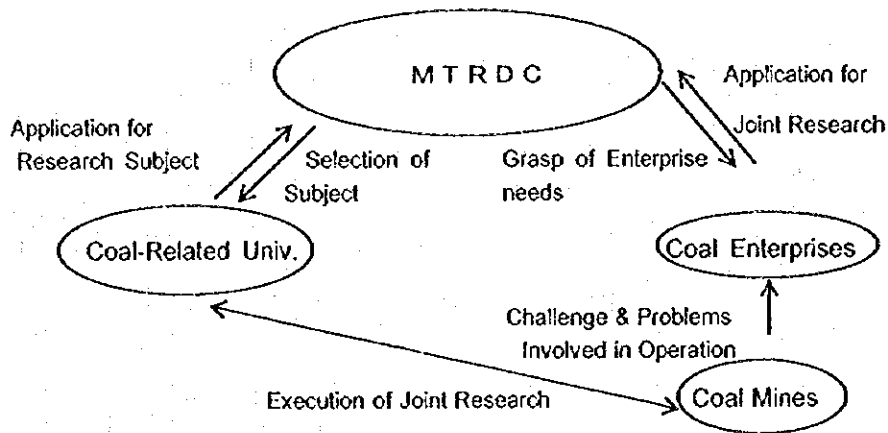 MTRDC
Application for
Joint Research
Application for
Research Subject
Selection of
Subject
Grasp of Enterprise
needs
Coal-Related Univ.
Coal Enterprises
Challenge & Problems
Involved in Operation
Execution of Joint Research
Coal Mines